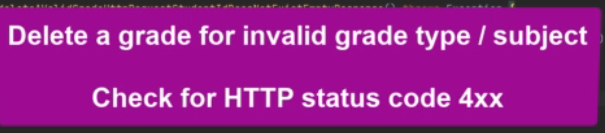 Delete a grade for invalid grade type / subject
Check for HTTP status code 4xx